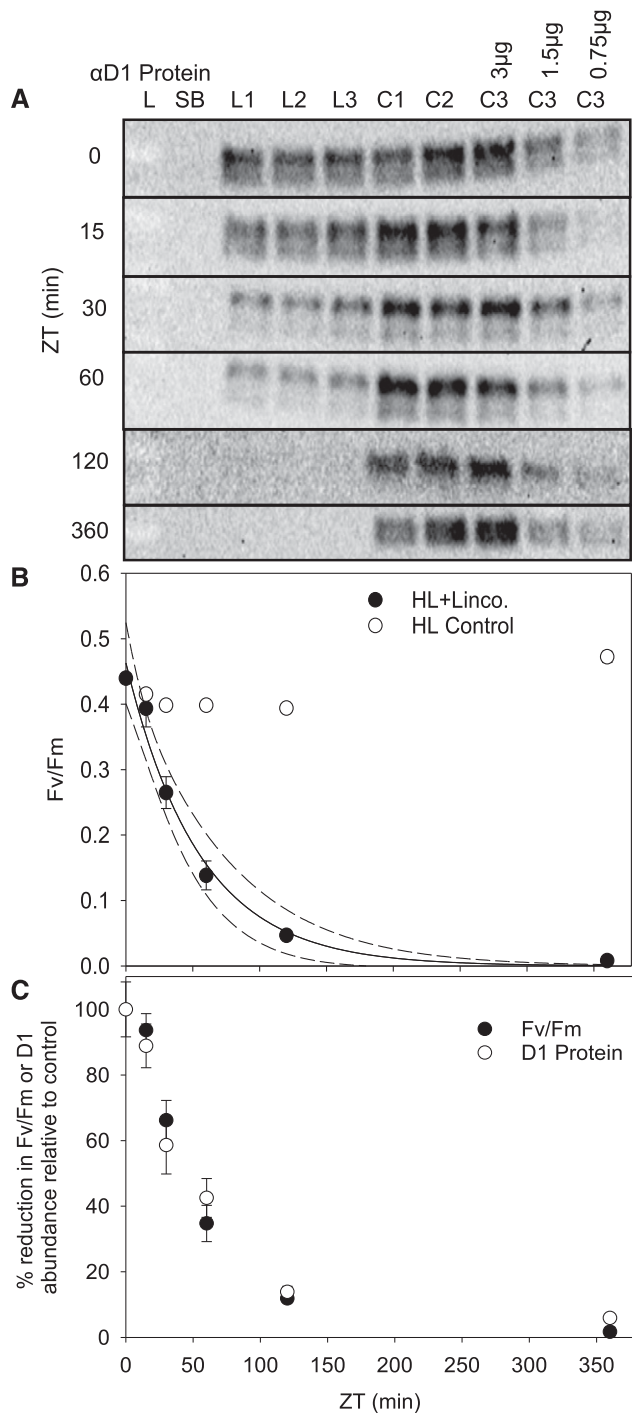 3µg 1.5µg 0.75µg
αD1 Protein
A L SB L1 L2 L3 C1 C2 C3 C3 C3
0
15
30
60
120
360
ZT (min)
B
0.6
0.5
0.4
0.3
0.2
0.1
0.0
Fv/Fm
HL+Linco.
HL Control
C
100
80
60
40
20
0
% reduction in Fv/Fm or D1
abundance relative to control
Fv/Fm
D1 Protein
0 50 100 150 200 250 300 350
ZT (min)